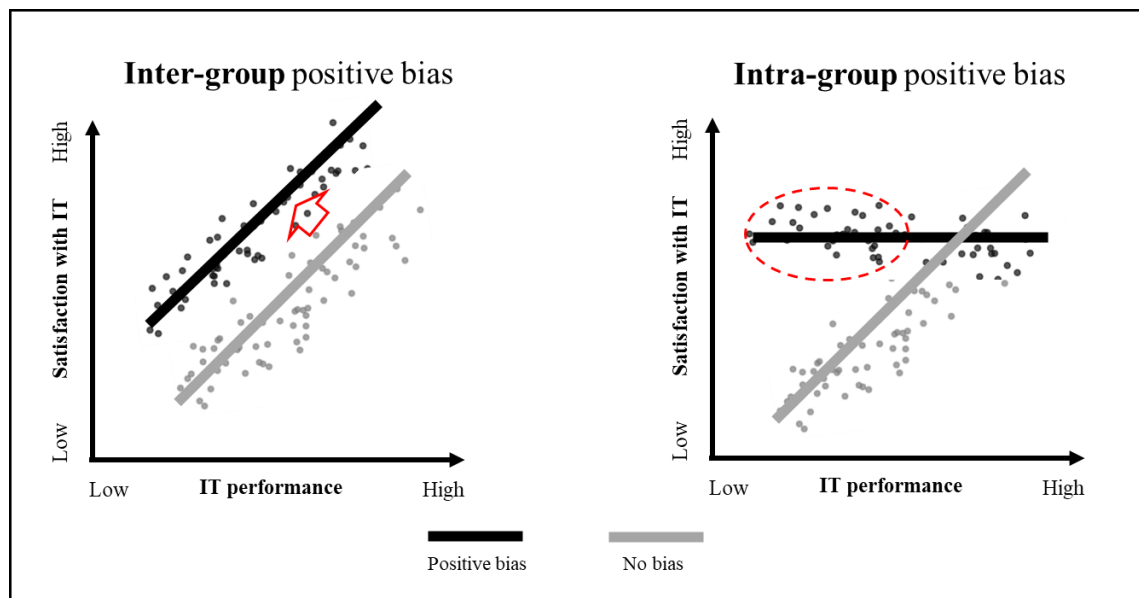 Inter-group positive bias
High
Satisfaction with IT
Low
Low
IT performance
High
Intra-group positive bias
High
Satisfaction with IT
Low
Low
IT performance
High
Positive bias
No bias